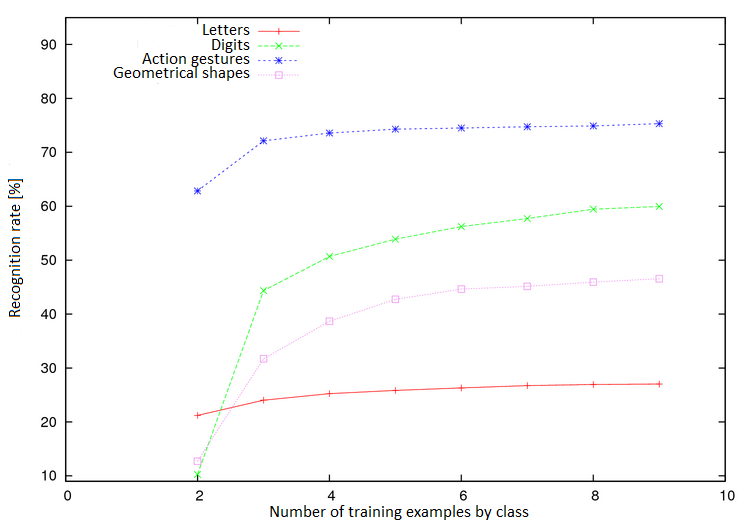 Letters
Digits
Action gestures
Geometrical shapes
90
80
70
60
50
40
30
20
10
Recognition rate [%]
0 2 4 6 8 10
Number of training examples by class